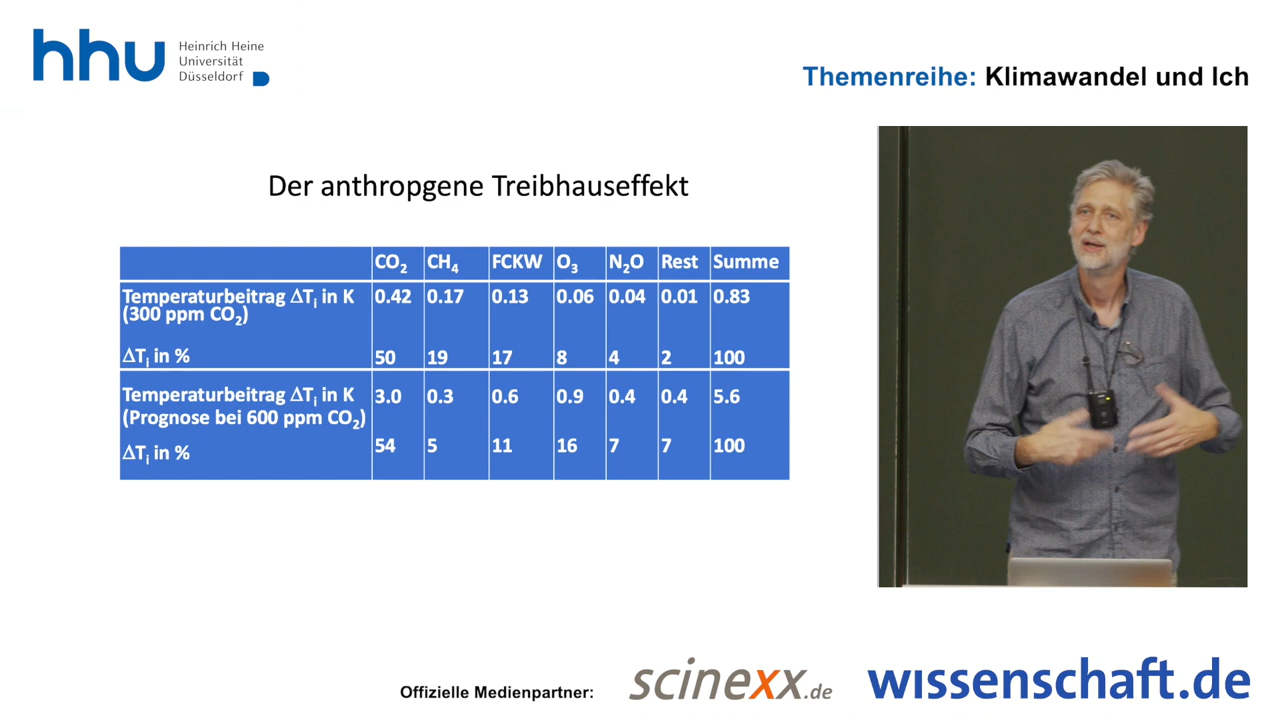 hhu Heinrich Heine
Universität
Düsseldorf
Themenreihe: Klimawandel und Ich
Der anthropgene Treibhauseffekt
CO₂ CH₄ FCKW O₃ N₂O Rest Summe
Temperaturbeitrag ΔTᵢ in K 0.42 0.17 0.13 0.06 0.04 0.01 0.83
(300 ppm CO₂)
ΔTᵢ in % 50 19 17 8 4 2 100
Temperaturbeitrag ΔTᵢ in K 3.0 0.3 0.6 0.9 0.4 0.4 5.6
(Prognose bei 600 ppm CO₂)
ΔTᵢ in % 54 5 11 16 7 7 100
Offizielle Medienpartner: scinexx.de wissenschaft.de